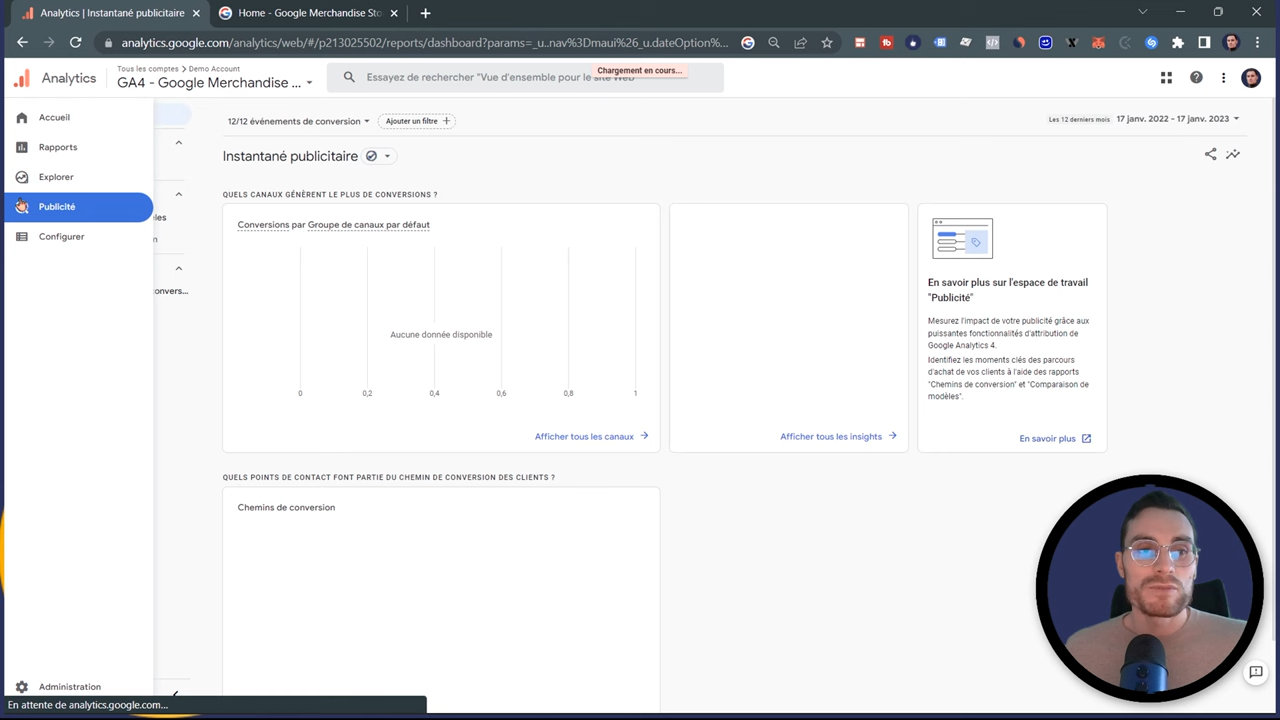 Analytics | Instantané publicitaire
Home - Google Merchandise Sto
analytics.google.com/analytics/web/#/p213025502/reports/dashboard?params=_u..nav%3Dmaui%26_u.dateOption%...
Analytics
Tous les comptes > Demo Account
GA4 - Google Merchandise ...
Essayez de rechercher "Vue d'ensemble pour le site Web"
Chargement en cours...
Accueil
Rapports
Explorer
Publicité
Configurer
Administration
les
n
convers...
12/12 événements de conversion
Ajouter un filtre +
Les 12 derniers mois
17 janv. 2022 - 17 janv. 2023
Instantané publicitaire
QUELS CANAUX GÉNÈRENT LE PLUS DE CONVERSIONS ?
Conversions par Groupe de canaux par défaut
Aucune donnée disponible
0 0,2 0,4 0,6 0,8 1
Afficher tous les canaux
Afficher tous les insights
En savoir plus sur l'espace de travail
"Publicité"
Mesurez l'impact de votre publicité grâce aux
puissantes fonctionnalités d'attribution de
Google Analytics 4.
Identifiez les moments clés des parcours
d'achat de vos clients à l'aide des rapports
"Chemins de conversion" et "Comparaison de
modèles".
En savoir plus
QUELS POINTS DE CONTACT FONT PARTIE DU CHEMIN DE CONVERSION DES CLIENTS ?
Chemins de conversion
En attente de analytics.google.com...